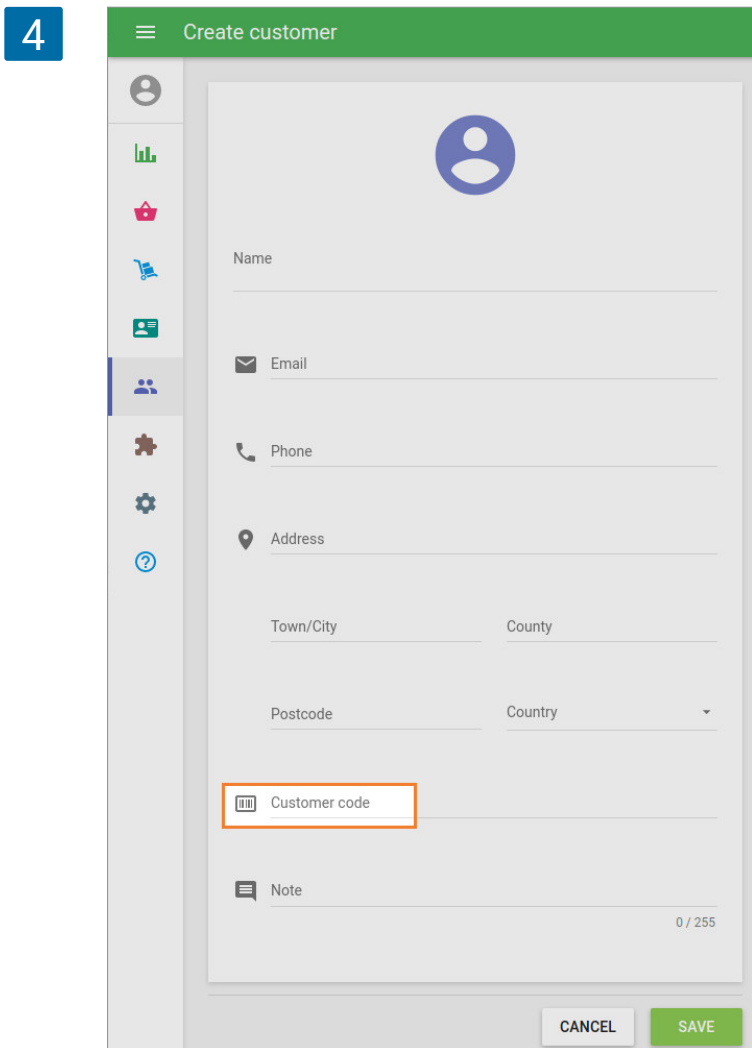 4
Create customer
Name
Email
Phone
Address
Town/City County
Postcode Country
Customer code
Note
0 / 255
CANCEL SAVE